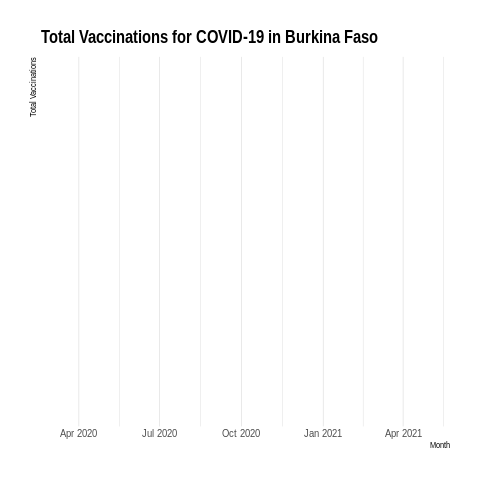 Total Vaccinations for COVID-19 in Burkina Faso
Total Vaccinations
Apr 2020 Jul 2020 Oct 2020 Jan 2021 Apr 2021
Month